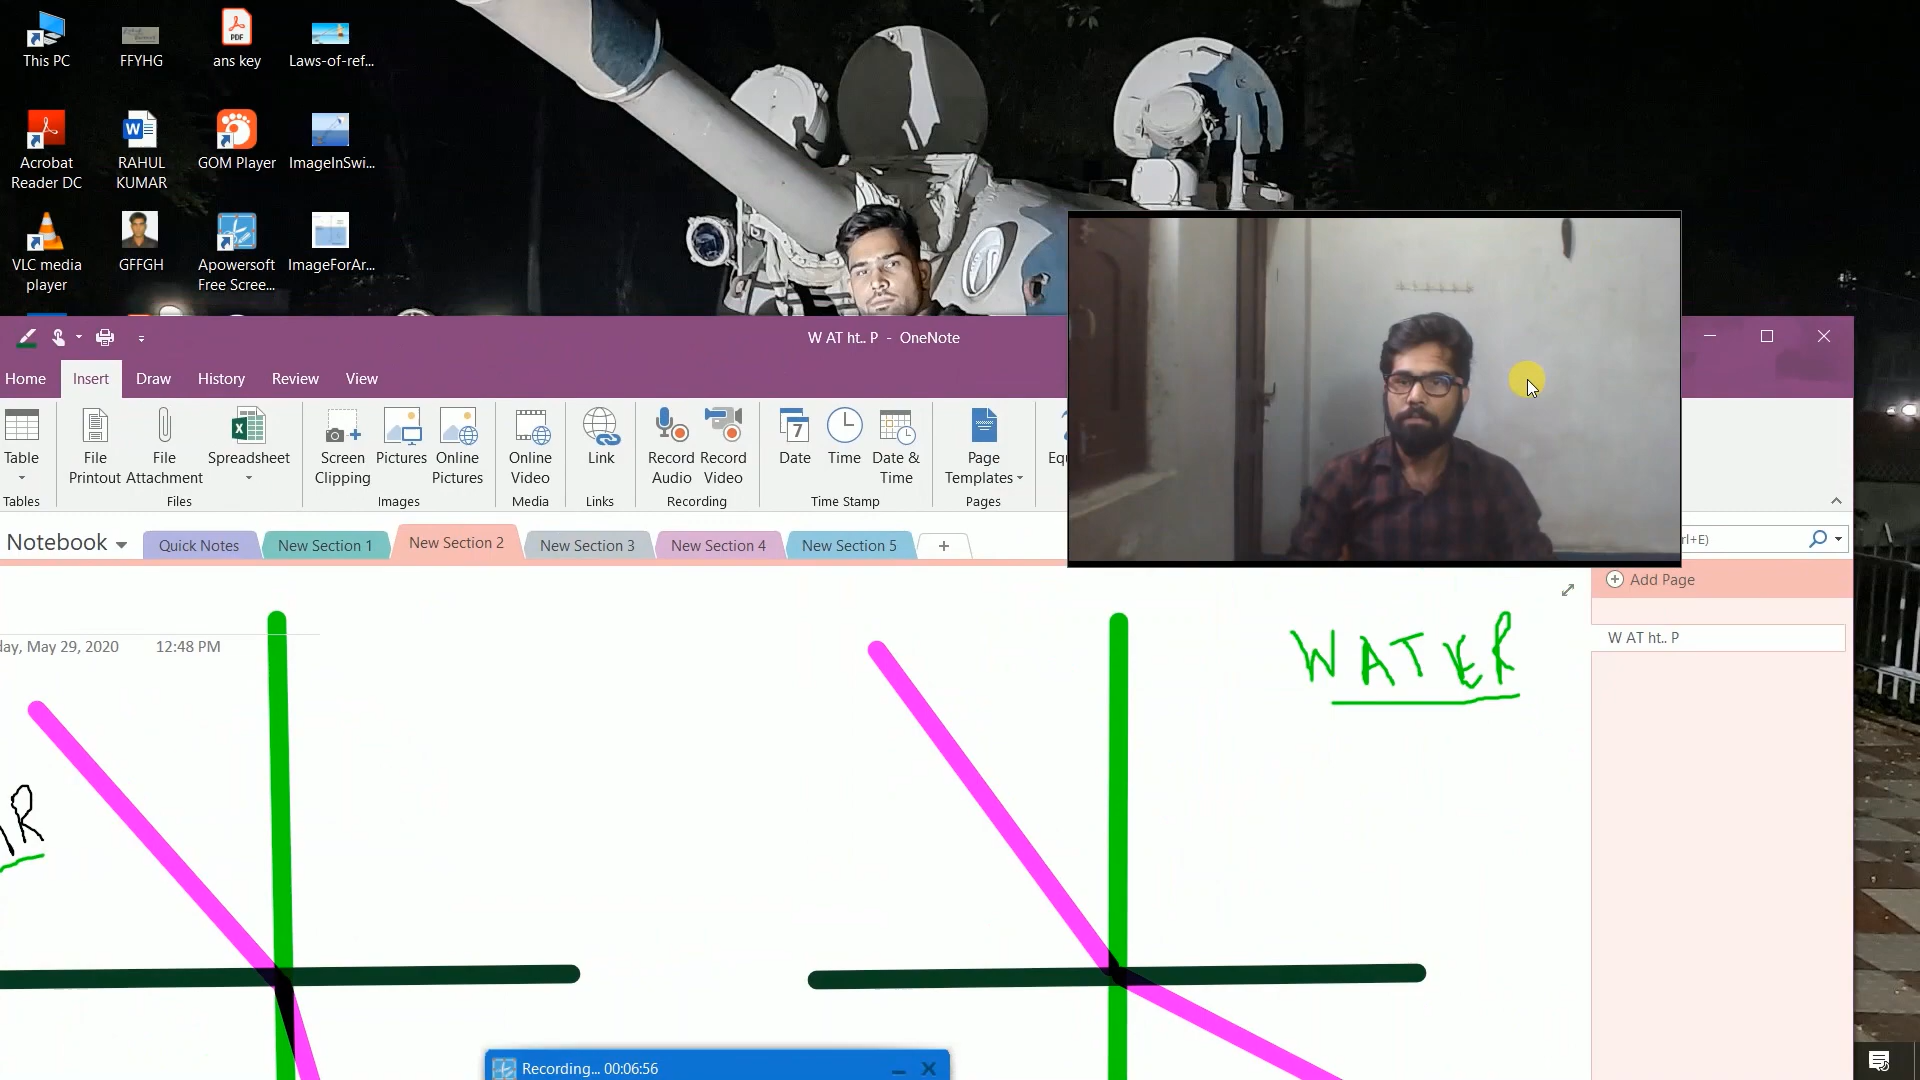 This PC
FFYHG
ans key
Laws-of-ref...
Acrobat
Reader DC
RAHUL
KUMAR
GOM Player
ImageInSwi...
VLC media
player
GFFGH
Apowersoft
Free Scree...
ImageForAr...
W AT ht.. P - OneNote
Home
Insert
Draw
History
Review
View
Table
File
Printout
File
Attachment
Spreadsheet
Screen
Clipping
Pictures
Online
Pictures
Online
Video
Link
Record
Audio
Record
Video
Date
Time
Date &
Time
Page
Templates
Equ
Tables
Files
Images
Media
Links
Recording
Time Stamp
Pages
Notebook
Quick Notes
New Section 1
New Section 2
New Section 3
New Section 4
New Section 5
rl+E)
Add Page
W AT ht.. P
day, May 29, 2020
12:48 PM
WATER
Recording... 00:06:56